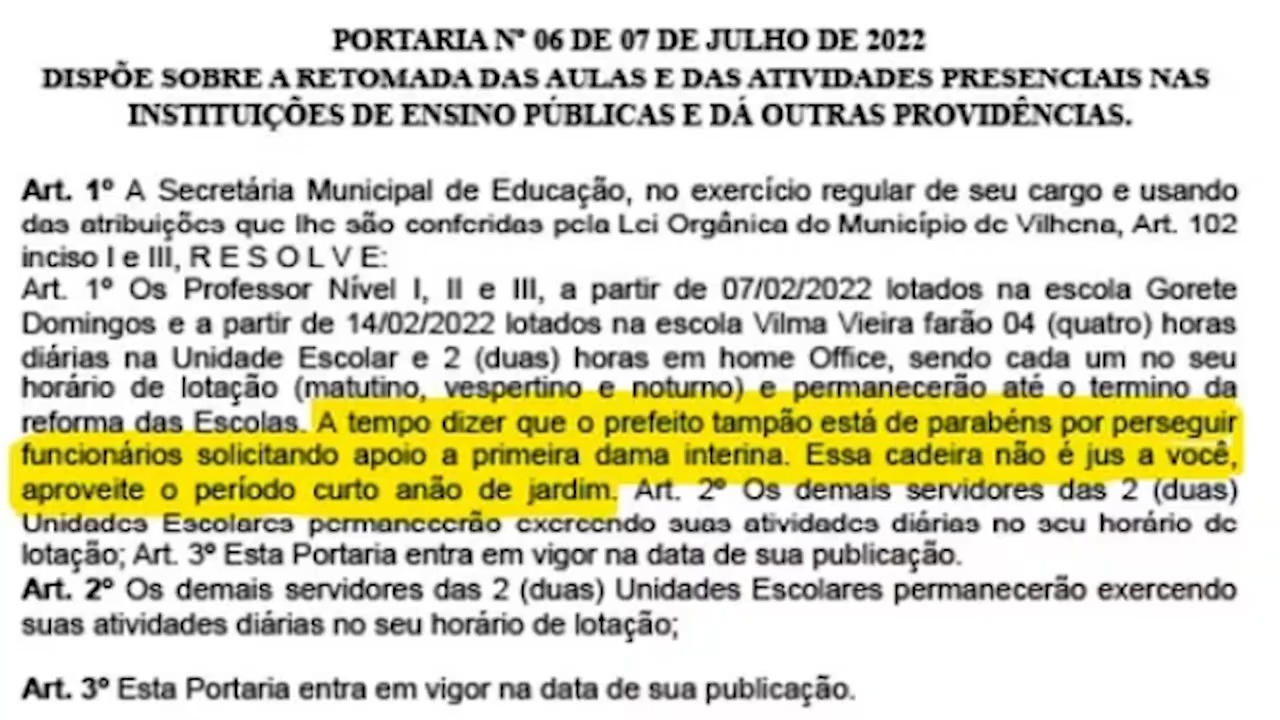 PORTARIA Nº 06 DE 07 DE JULHO DE 2022
DISPÕE SOBRE A RETOMADA DAS AULAS E DAS ATIVIDADES PRESENCIAIS NAS
INSTITUIÇÕES DE ENSINO PÚBLICAS E DÁ OUTRAS PROVIDÊNCIAS.
Art. 1º A Secretária Municipal de Educação, no exercício regular de seu cargo e usando
das atribuições que lhe são conferidas pela Lei Orgânica do Município de Vilhena, Art. 102
inciso I e III, R E S O L V E:
Art. 1º Os Professor Nível I, II e III, a partir de 07/02/2022 lotados na escola Gorete
Domingos e a partir de 14/02/2022 lotados na escola Vilma Vieira farão 04 (quatro) horas
diárias na Unidade Escolar e 2 (duas) horas em home Office, sendo cada um no seu
horário de lotação (matutino, vespertino e noturno) e permanecerão até o termino da
reforma das Escolas. A tempo dizer que o prefeito tampão está de parabéns por perseguir
funcionários solicitando apoio a primeira dama interina. Essa cadeira não é jus a você,
aproveite o período curto anão de jardim. Art. 2º Os demais servidores das 2 (duas)
Unidades Escolares permanecerão exercendo suas atividades diárias no seu horário de
lotação; Art. 3º Esta Portaria entra em vigor na data de sua publicação.
Art. 2º Os demais servidores das 2 (duas) Unidades Escolares permanecerão exercendo
suas atividades diárias no seu horário de lotação;
Art. 3º Esta Portaria entra em vigor na data de sua publicação.